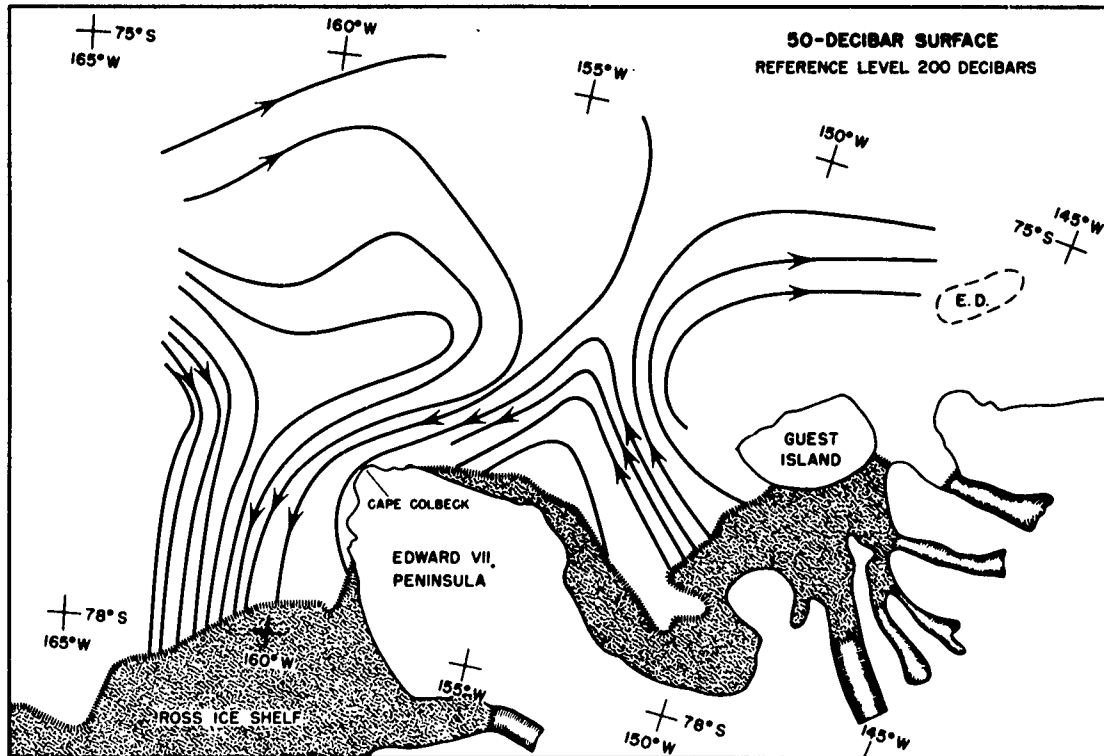 50-DECIBAR SURFACE
REFERENCE LEVEL 200 DECIBARS
75°S
165°W
160°W
155°W
150°W
145°W
75°S
E. D.
GUEST
ISLAND
CAPE COLBECK
EDWARD VII
PENINSULA
78°S
165°W
160°W
155°W
ROSS ICE SHELF
78°S
150°W
145°W